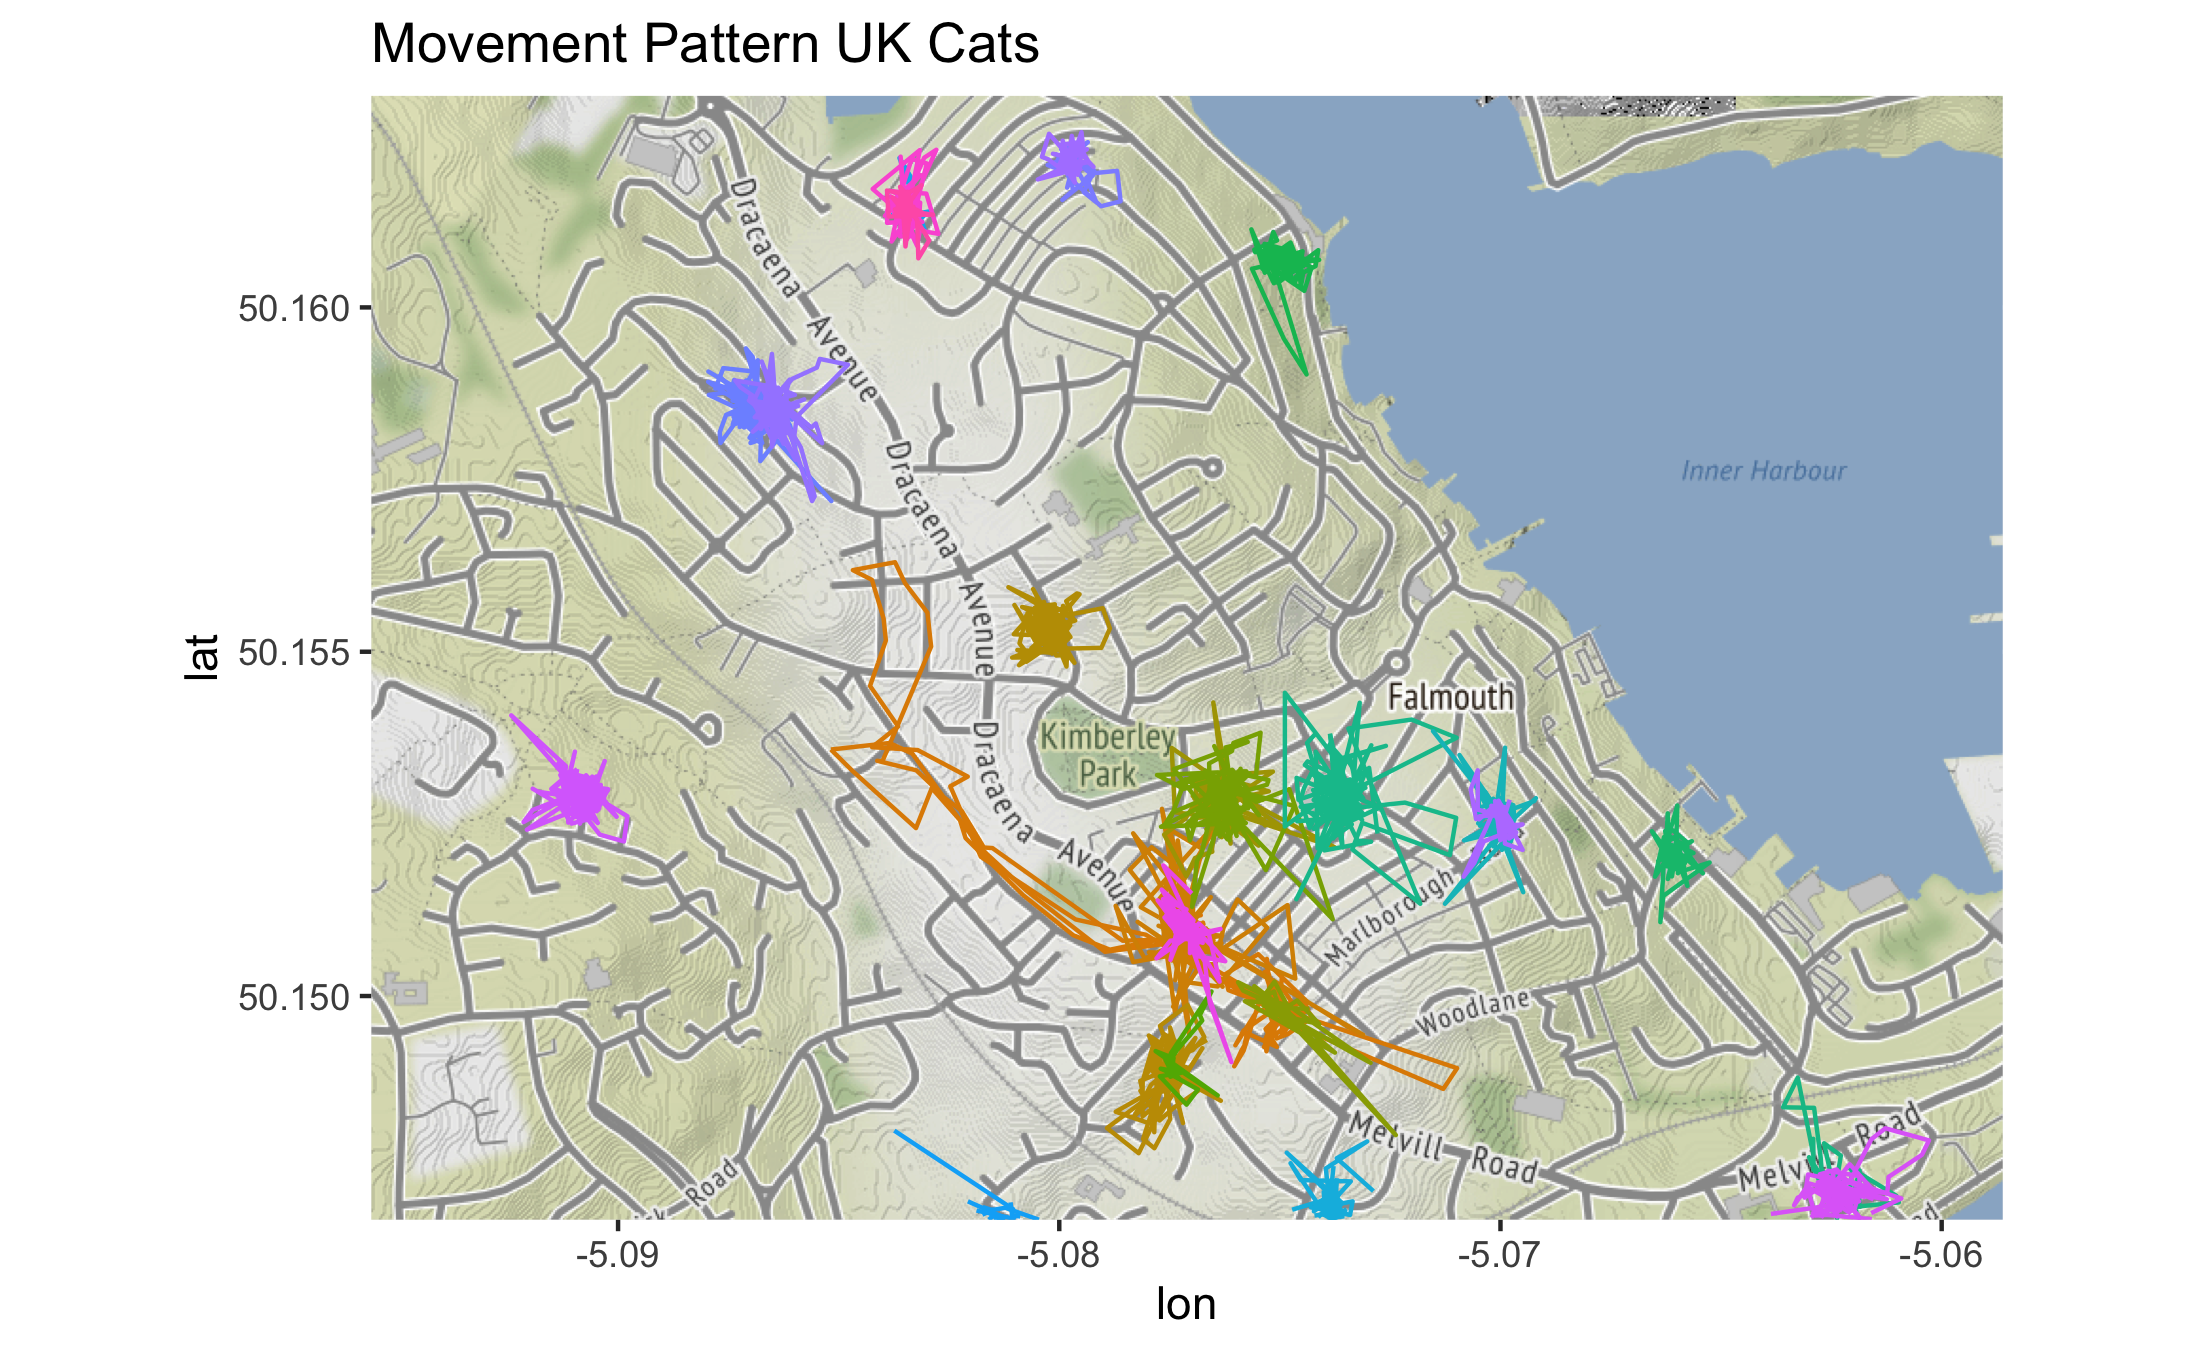 Movement Pattern UK Cats
Dracaena
Avenue
50.160
Inner Harbour
Dracaena
Avenue
lat
50.155
Falmouth
Kimberley
Park
Dracaena
Avenue
Marlborough
50.150
Woodlane
Melvill Road
Road
Road
-5.09
-5.08
-5.07
-5.06
lon